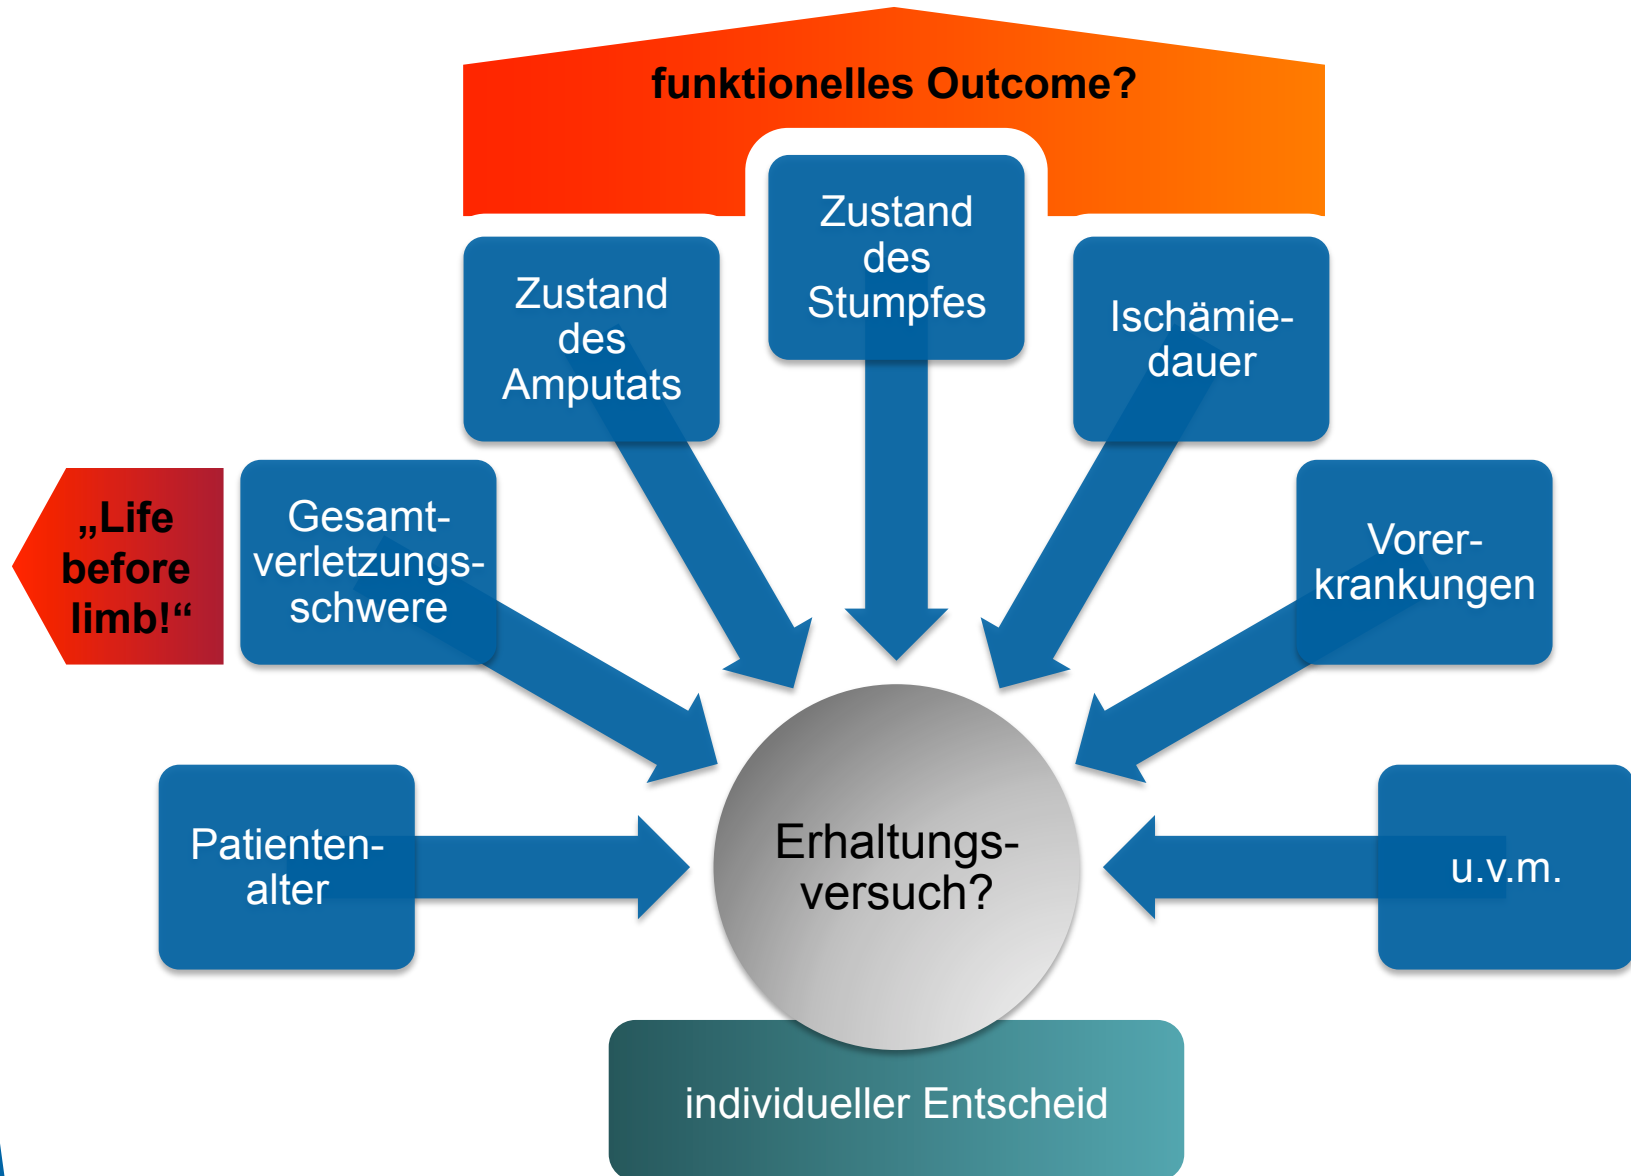 funktionelles Outcome?
Zustand
des
Stumpfes
Zustand
des
Amputats
Ischämie-
dauer
„Life
before
limb!“
Gesamt-
verletzungs-
schwere
Vorer-
krankungen
Patienten-
alter
Erhaltungs-
versuch?
u.v.m.
individueller Entscheid